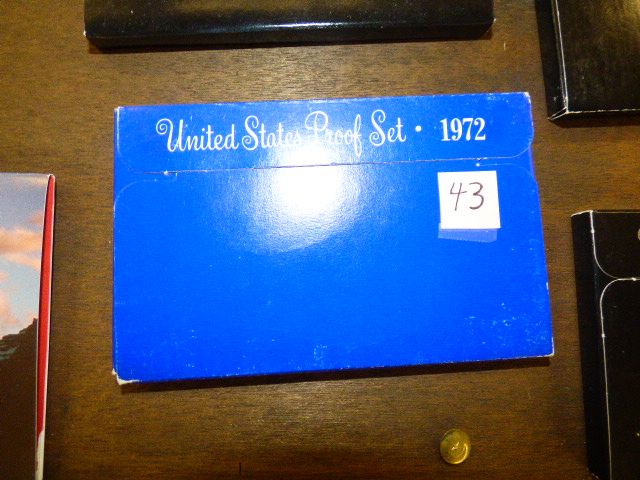 United States Proof Set • 1972
43